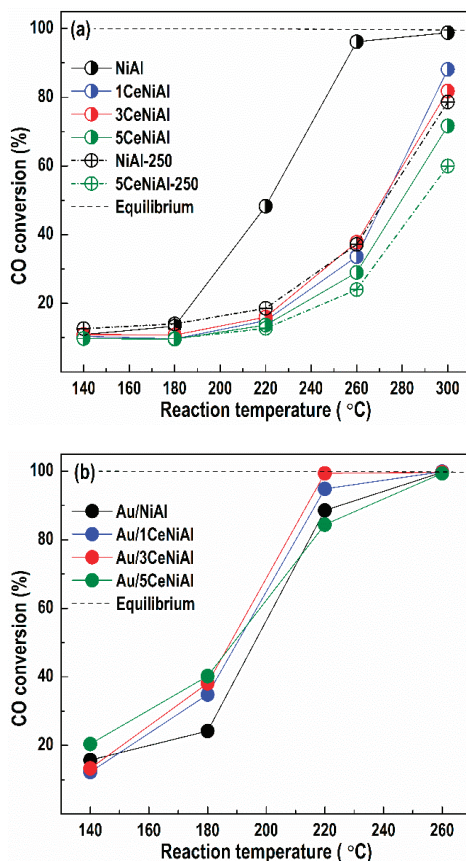 (a)
NiAl
1CeNiAl
3CeNiAl
5CeNiAl
NiAl-250
5CeNiAl-250
Equilibrium
CO conversion (%)
100
80
60
40
20
140 160 180 200 220 240 260 280 300
Reaction temperature ( °C)
(b)
Au/NiAl
Au/1CeNiAl
Au/3CeNiAl
Au/5CeNiAl
Equilibrium
CO conversion (%)
100
80
60
40
20
140 160 180 200 220 240 260
Reaction temperature ( °C)